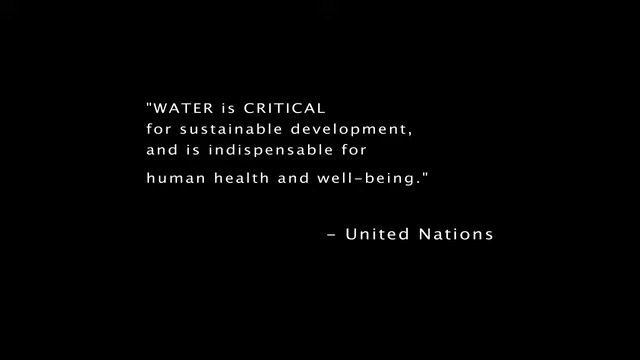 "WATER is CRITICAL
for sustainable development,
and is indispensable for
human health and well-being."
- United Nations